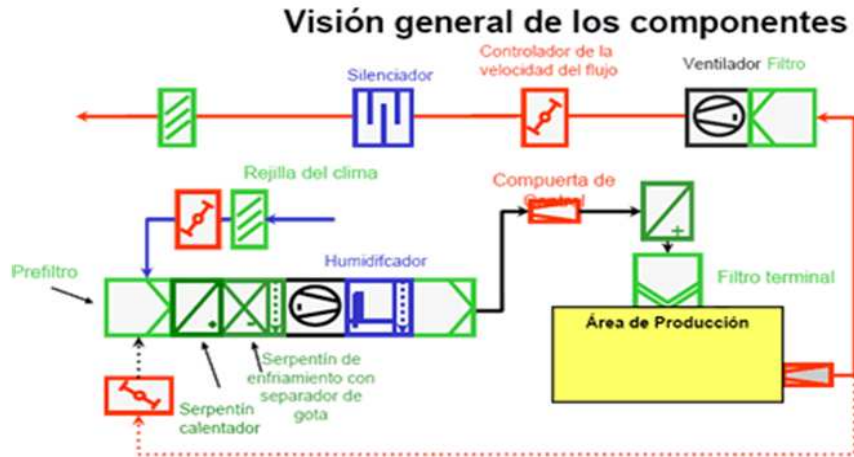 Visión general de los componentes
Controlador de la
velocidad del flujo
Silenciador
Ventilador Filtro
Rejilla del clima
Compuerta de
Control
Prefiltro
Humidifcador
Filtro terminal
Área de Producción
Serpentín de
enfriamiento con
separador de
gota
Serpentín
calentador